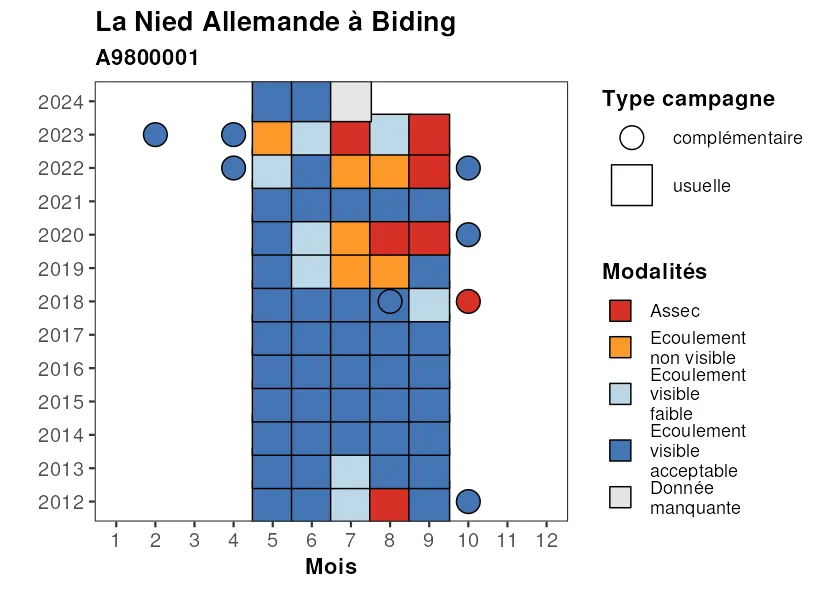 La Nied Allemande à Biding
A9800001
2024
2023
2022
2021
2020
2019
2018
2017
2016
2015
2014
2013
2012
1 2 3 4 5 6 7 8 9 10 11 12
Mois
Type campagne
complémentaire
usuelle
Modalités
Assec
Ecoulement
non visible
Ecoulement
visible
faible
Ecoulement
visible
acceptable
Donnée
manquante